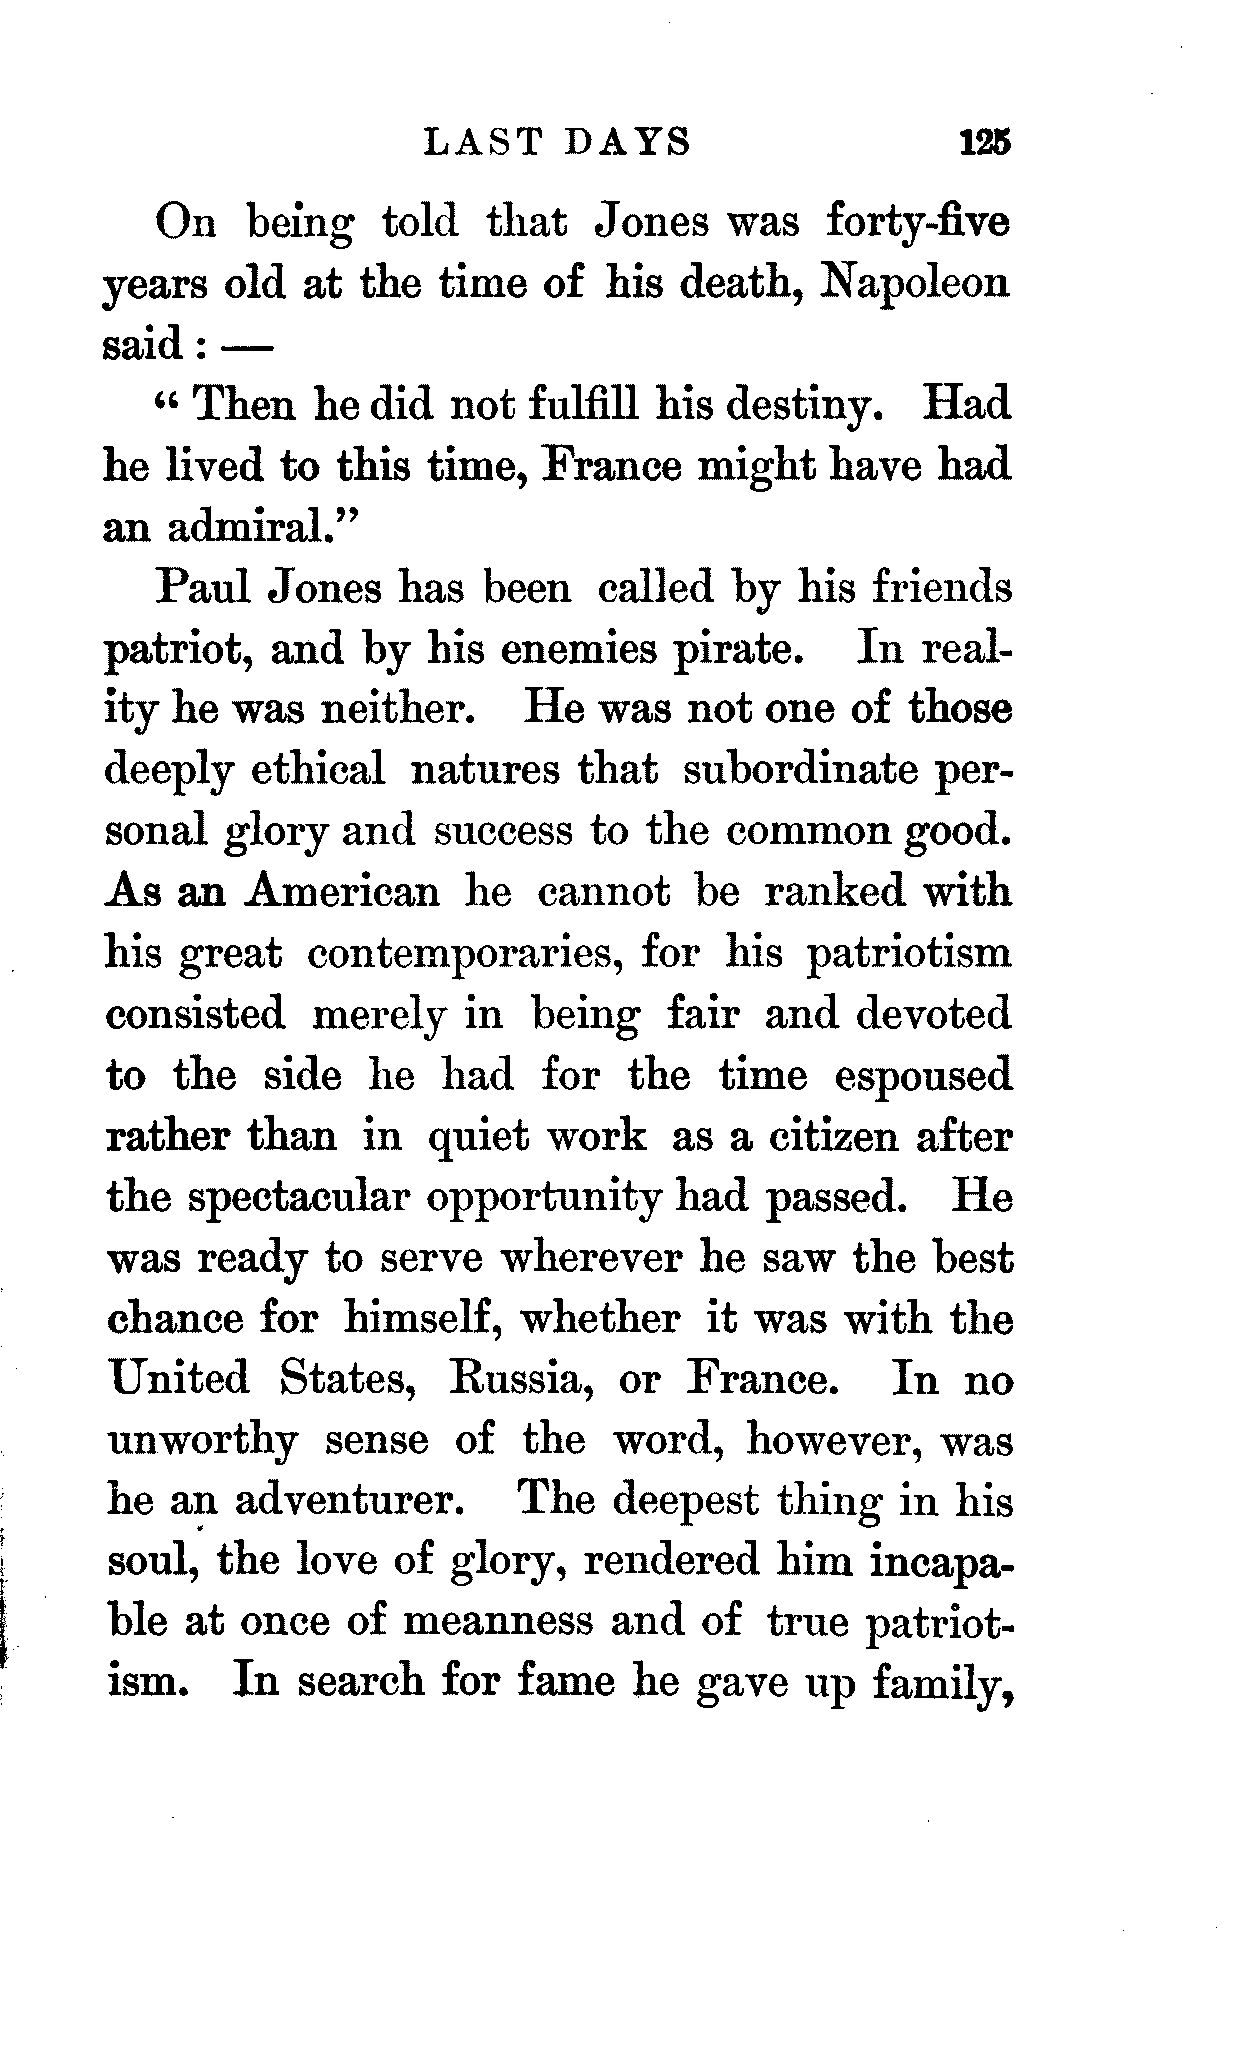 LAST DAYS 125
On being told that Jones was forty-five
years old at the time of his death, Napoleon
said : —
“ Then he did not fulfill his destiny. Had
he lived to this time, France might have had
an admiral.”
Paul Jones has been called by his friends
patriot, and by his enemies pirate. In real-
ity he was neither. He was not one of those
deeply ethical natures that subordinate per-
sonal glory and success to the common good.
As an American he cannot be ranked with
his great contemporaries, for his patriotism
consisted merely in being fair and devoted
to the side he had for the time espoused
rather than in quiet work as a citizen after
the spectacular opportunity had passed. He
was ready to serve wherever he saw the best
chance for himself, whether it was with the
United States, Russia, or France. In no
unworthy sense of the word, however, was
he an adventurer. The deepest thing in his
soul, the love of glory, rendered him incapa-
ble at once of meanness and of true patriot-
ism. In search for fame he gave up family,